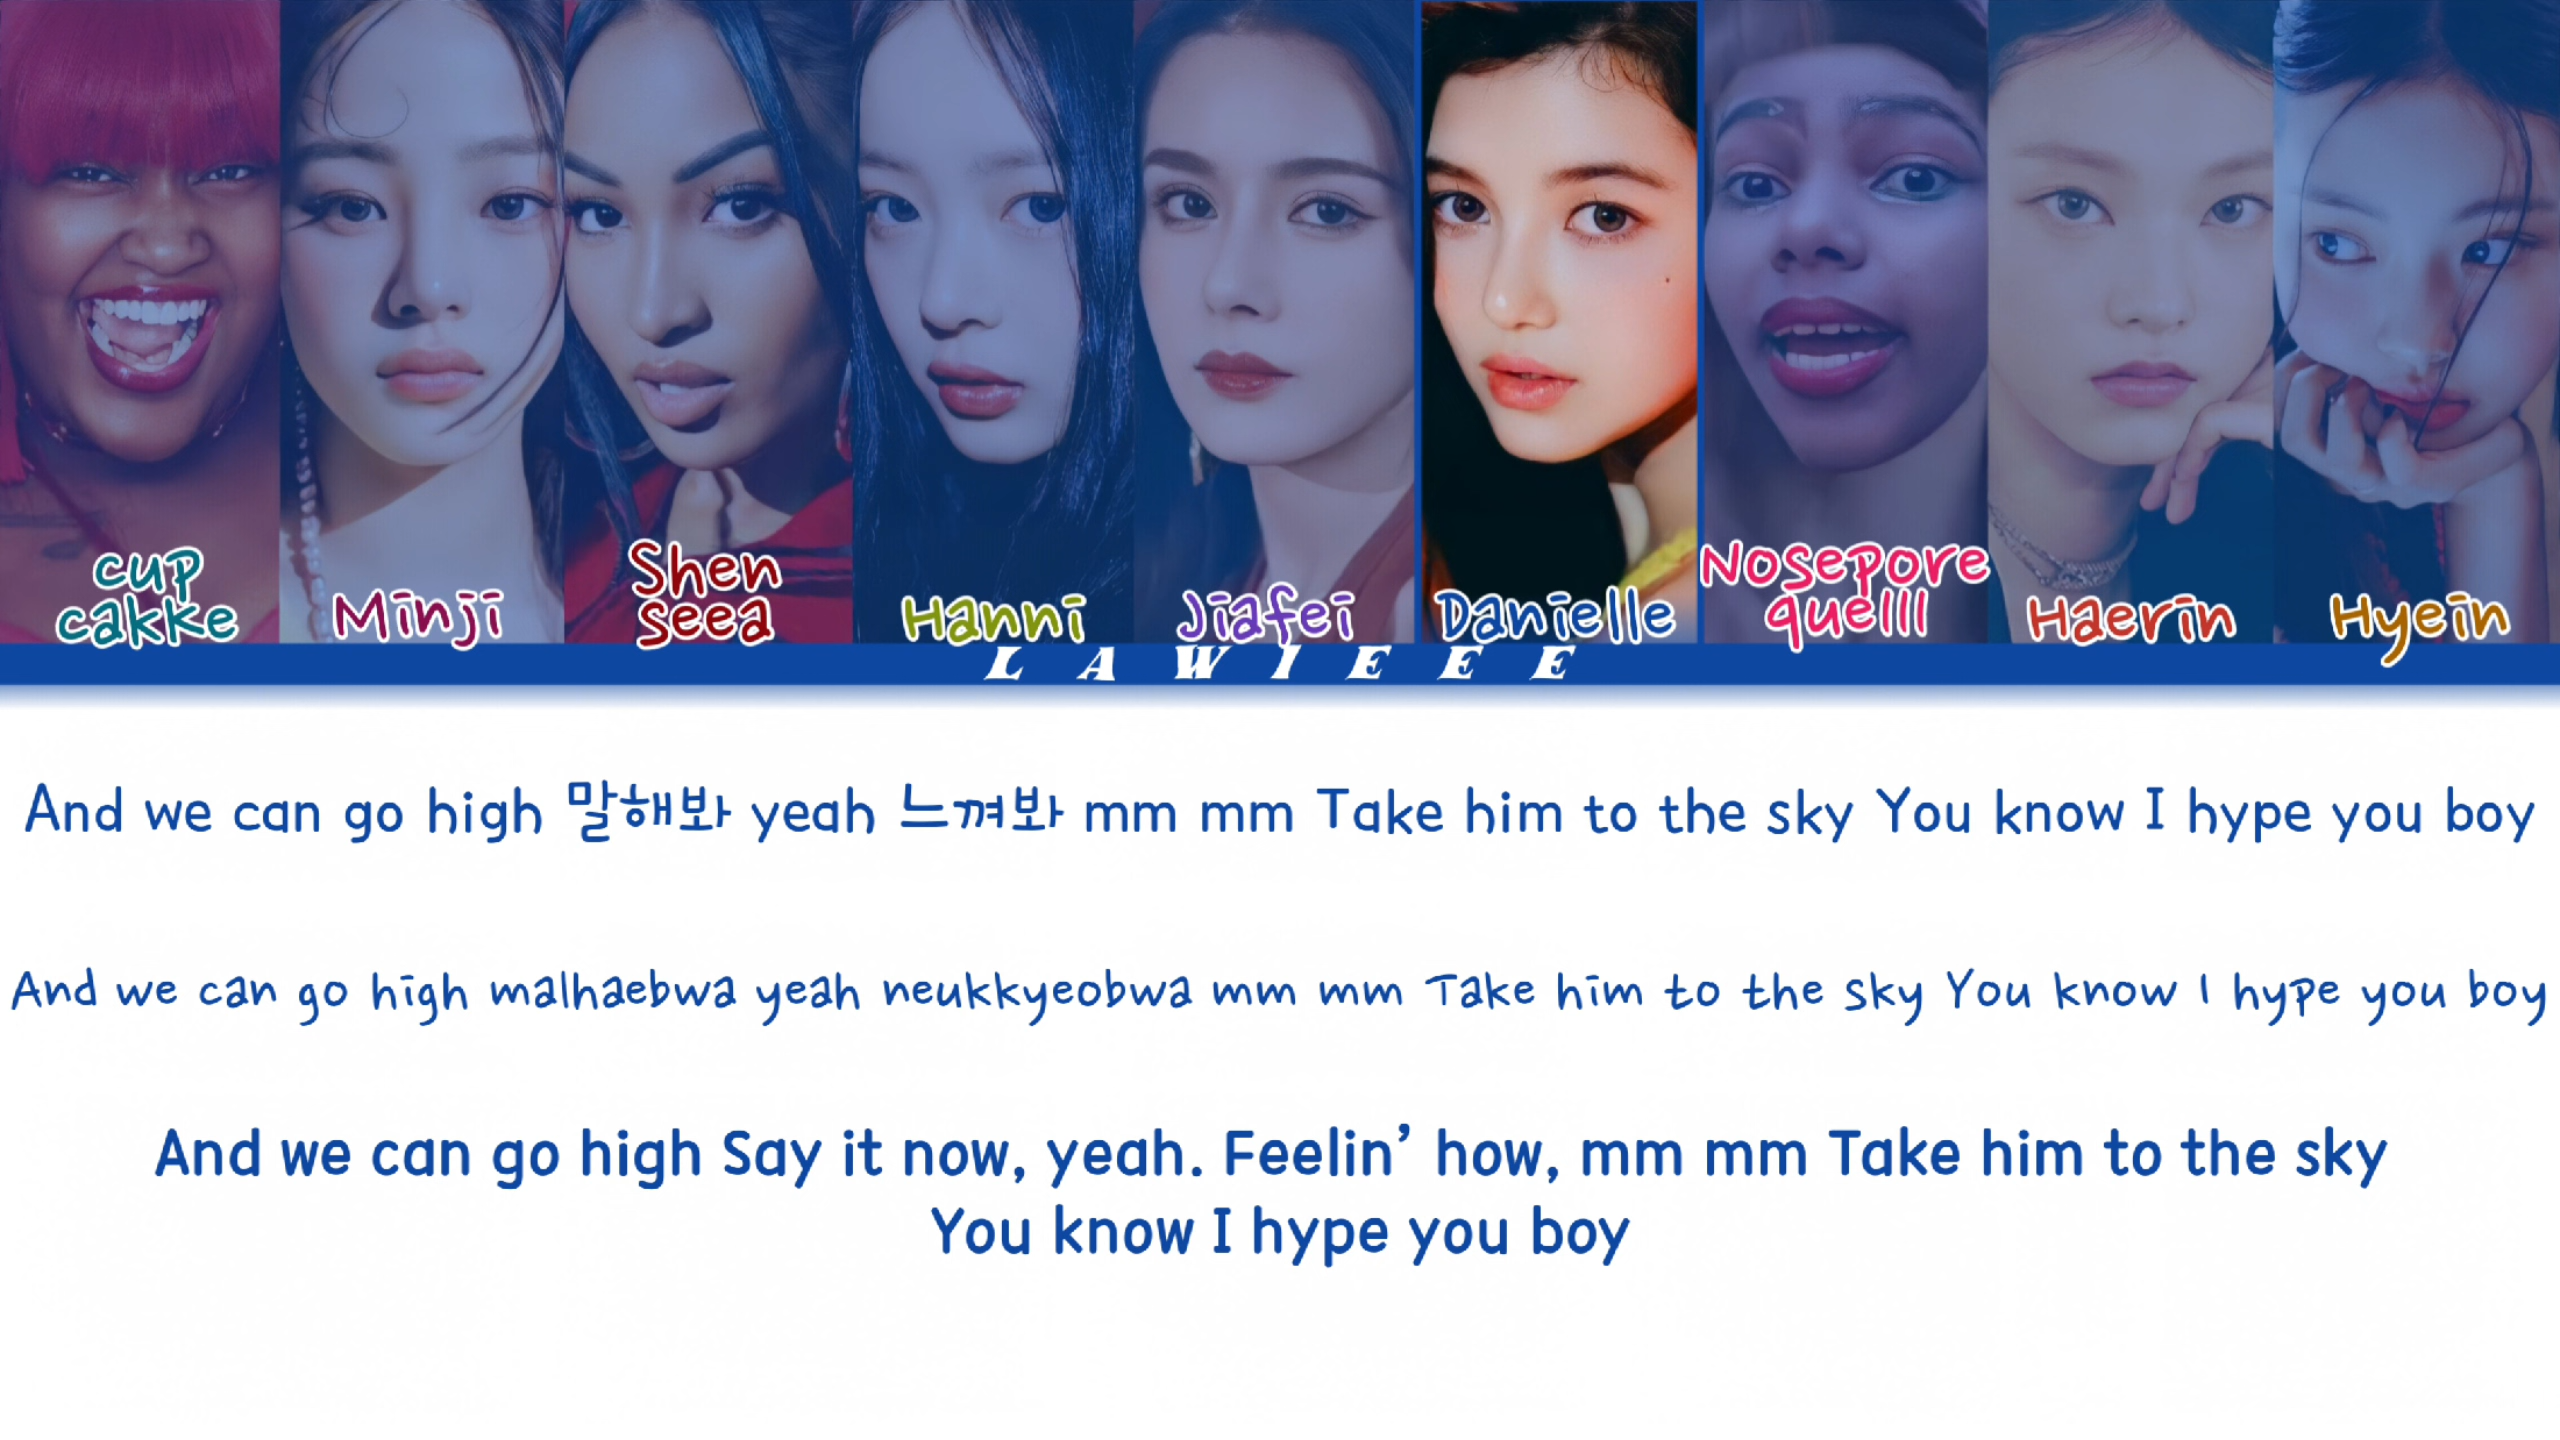 cup
cakke
Minji
Shen
seea
Hanni
Jiafei
Danielle
Nosepore
quelll
Haerin
Hyein
LAWIEEE
And we can go high 말해봐 yeah 느껴봐 mm mm Take him to the sky You know I hype you boy
And we can go high malhaebwa yeah neukkyeobwa mm mm Take him to the sky You know I hype you boy
And we can go high Say it now, yeah. Feelin’ how, mm mm Take him to the sky
You know I hype you boy